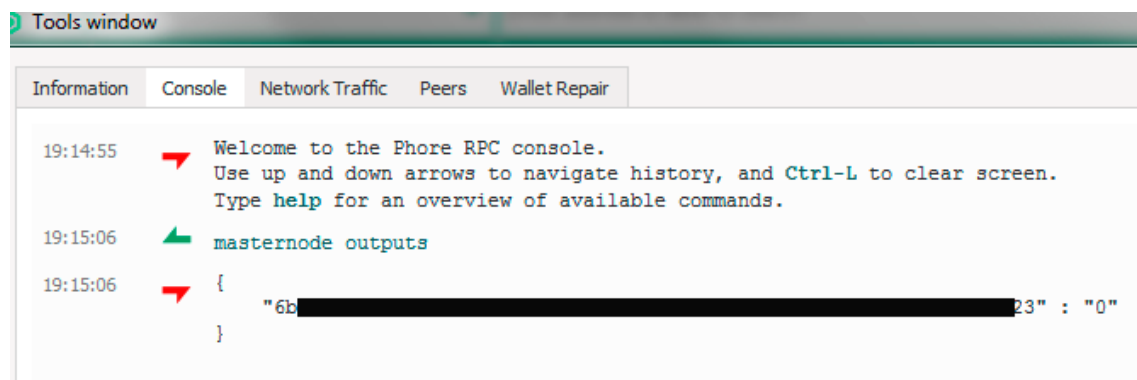 Tools window
Information Console Network Traffic Peers Wallet Repair
19:14:55 Welcome to the Phore RPC console.
Use up and down arrows to navigate history, and Ctrl-L to clear screen.
Type help for an overview of available commands.
19:15:06 masternode outputs
19:15:06 {
"6b 23" : "0"
}